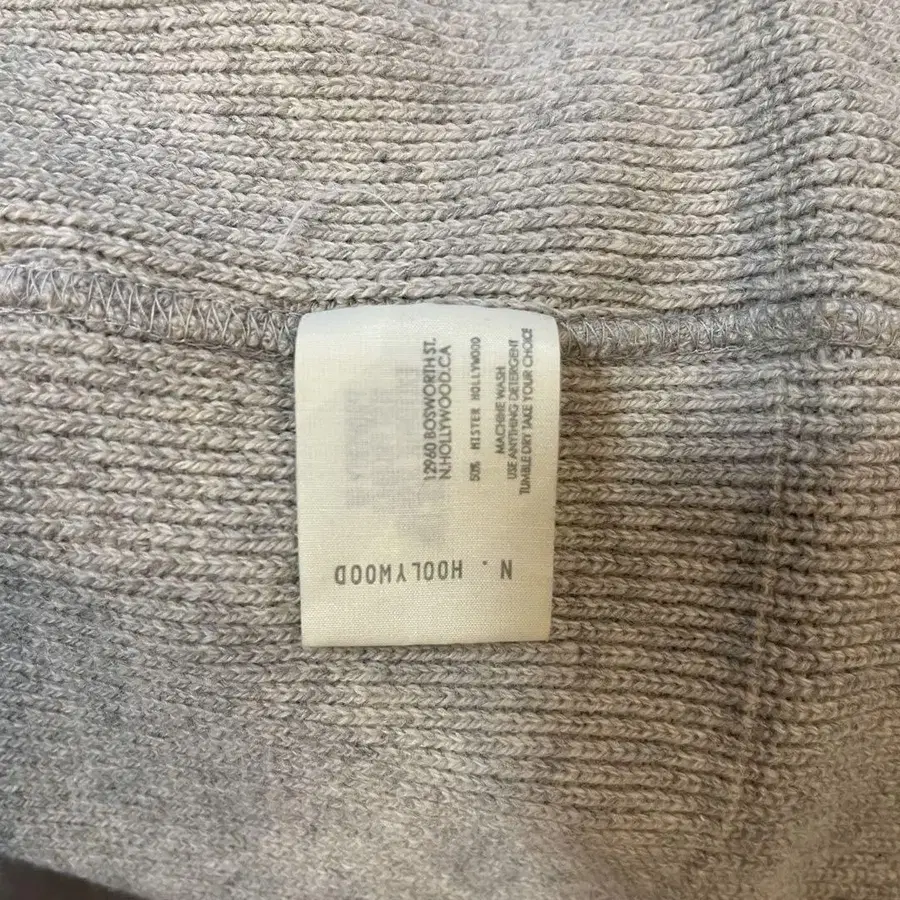 12960 BOSWORTH ST.
N.HOLLYWOOD.CA
50% MISTER HOLLYWOOD
MACHINE WASH
USE ANYTHING DETERGENT
TUMBLE DRY TAKE YOUR CHOICE
N. HOOLYWOOD